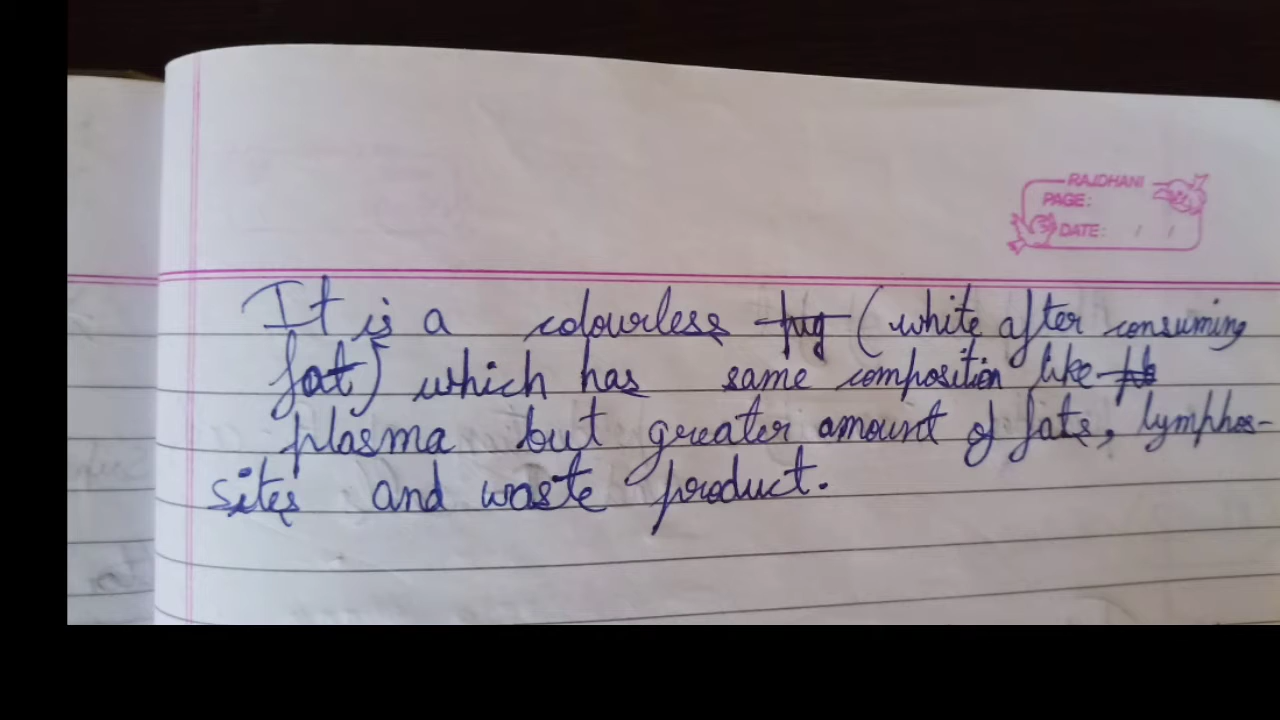 RAJDHANI
PAGE:
DATE: / /
It is a colourless (white after consuming
fat) which has same composition like
plasma but greater amount of fats, lymphos-
sites and waste product.